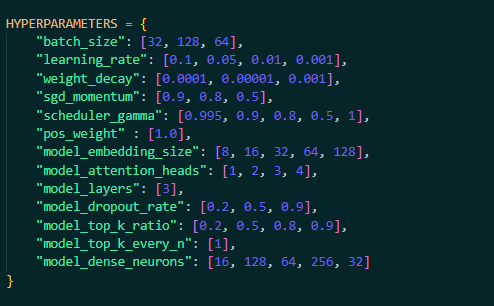 HYPERPARAMETERS = {
"batch_size": [32, 128, 64],
"learning_rate": [0.1, 0.05, 0.01, 0.001],
"weight_decay": [0.0001, 0.00001, 0.001],
"sgd_momentum": [0.9, 0.8, 0.5],
"scheduler_gamma": [0.995, 0.9, 0.8, 0.5, 1],
"pos_weight" : [1.0],
"model_embedding_size": [8, 16, 32, 64, 128],
"model_attention_heads": [1, 2, 3, 4],
"model_layers": [3],
"model_dropout_rate": [0.2, 0.5, 0.9],
"model_top_k_ratio": [0.2, 0.5, 0.8, 0.9],
"model_top_k_every_n": [1],
"model_dense_neurons": [16, 128, 64, 256, 32]
}